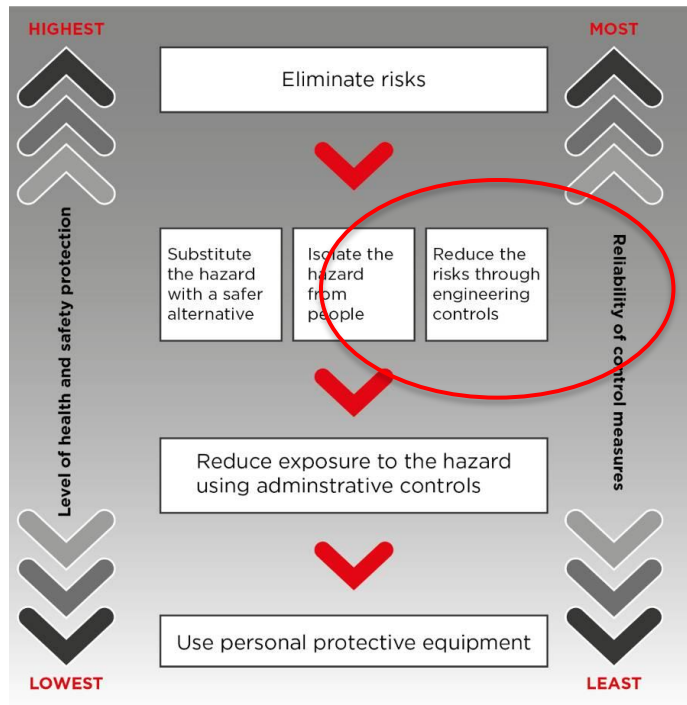 HIGHEST
MOST
Eliminate risks
Substitute
the hazard
with a safer
alternative
Isolate the
hazard
from
people
Reduce the
risks through
engineering
controls
Level of health and safety protection
Reliability of control measures
Reduce exposure to the hazard
using adminstrative controls
Use personal protective equipment
LOWEST
LEAST